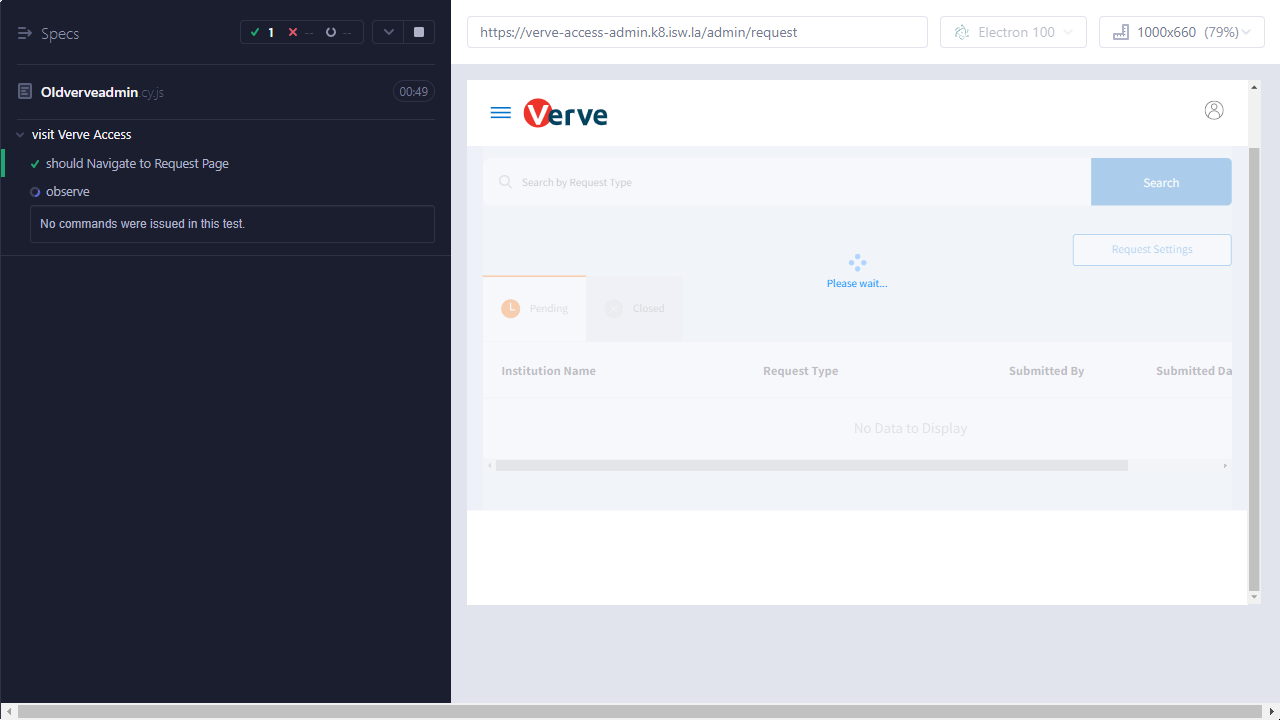 Specs
1 -- --
Oldverveadmin.cy.js 00:49
visit Verve Access
should Navigate to Request Page
observe
No commands were issued in this test.
https://verve-access-admin.k8.isw.la/admin/request
Electron 100
1000x660 (79%)
Verve
Search by Request Type
Search
Request Settings
Please wait...
Pending
Closed
Institution Name Request Type Submitted By Submitted Da
No Data to Display